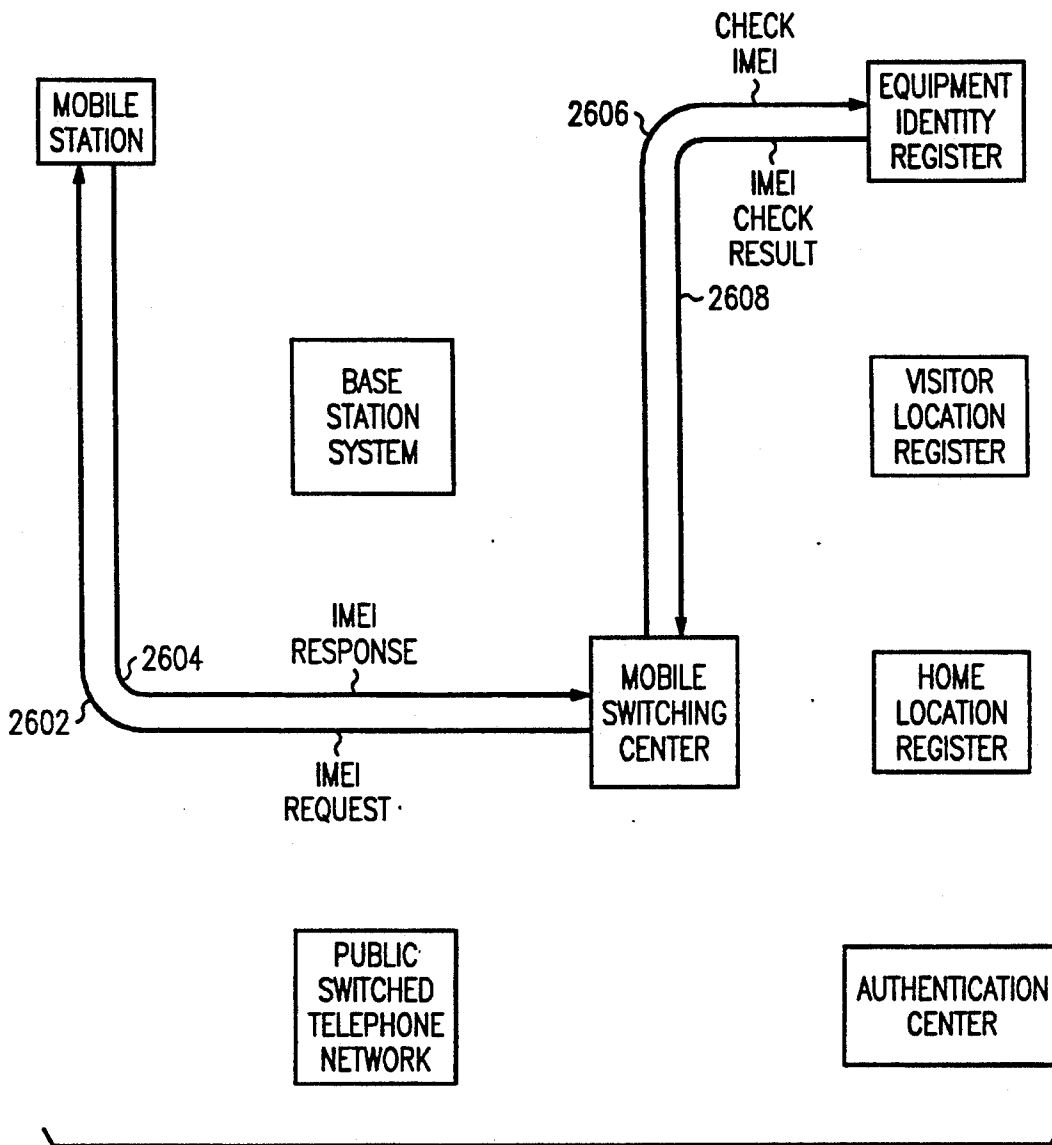 CHECK
IMEI
2606
EQUIPMENT
IDENTITY
REGISTER
MOBILE
STATION
IMEI
CHECK
RESULT
2608
BASE
STATION
SYSTEM
VISITOR
LOCATION
REGISTER
IMEI
RESPONSE
2604
2602
MOBILE
SWITCHING
CENTER
HOME
LOCATION
REGISTER
IMEI
REQUEST
PUBLIC
SWITCHED
TELEPHONE
NETWORK
AUTHENTICATION
CENTER